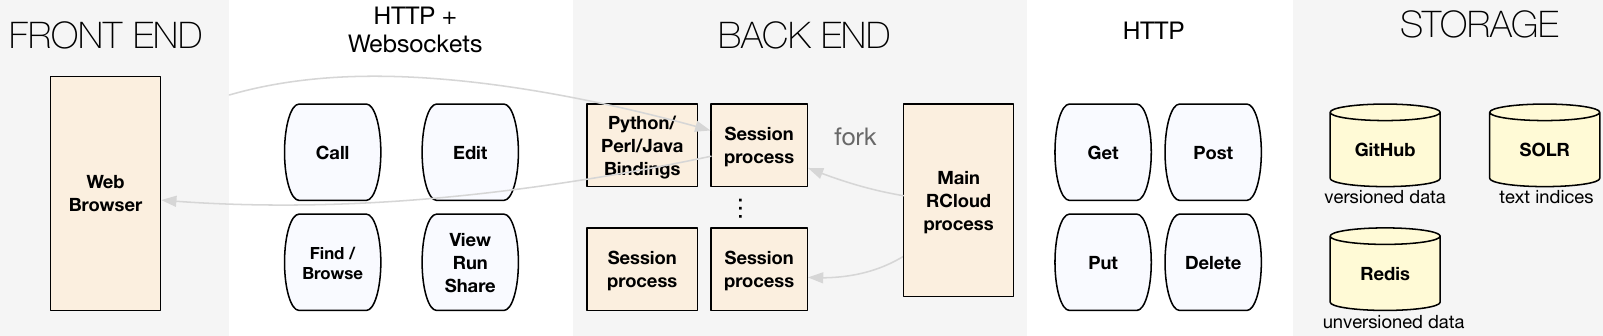 FRONT END
HTTP +
Websockets
BACK END
HTTP
STORAGE
Web
Browser
Call
Edit
Find /
Browse
View
Run
Share
Python/
Perl/Java
Bindings
Session
process
fork
Main
RCloud
process
⋮
Session
process
Session
process
Get
Post
Put
Delete
GitHub
versioned data
SOLR
text indices
Redis
unversioned data